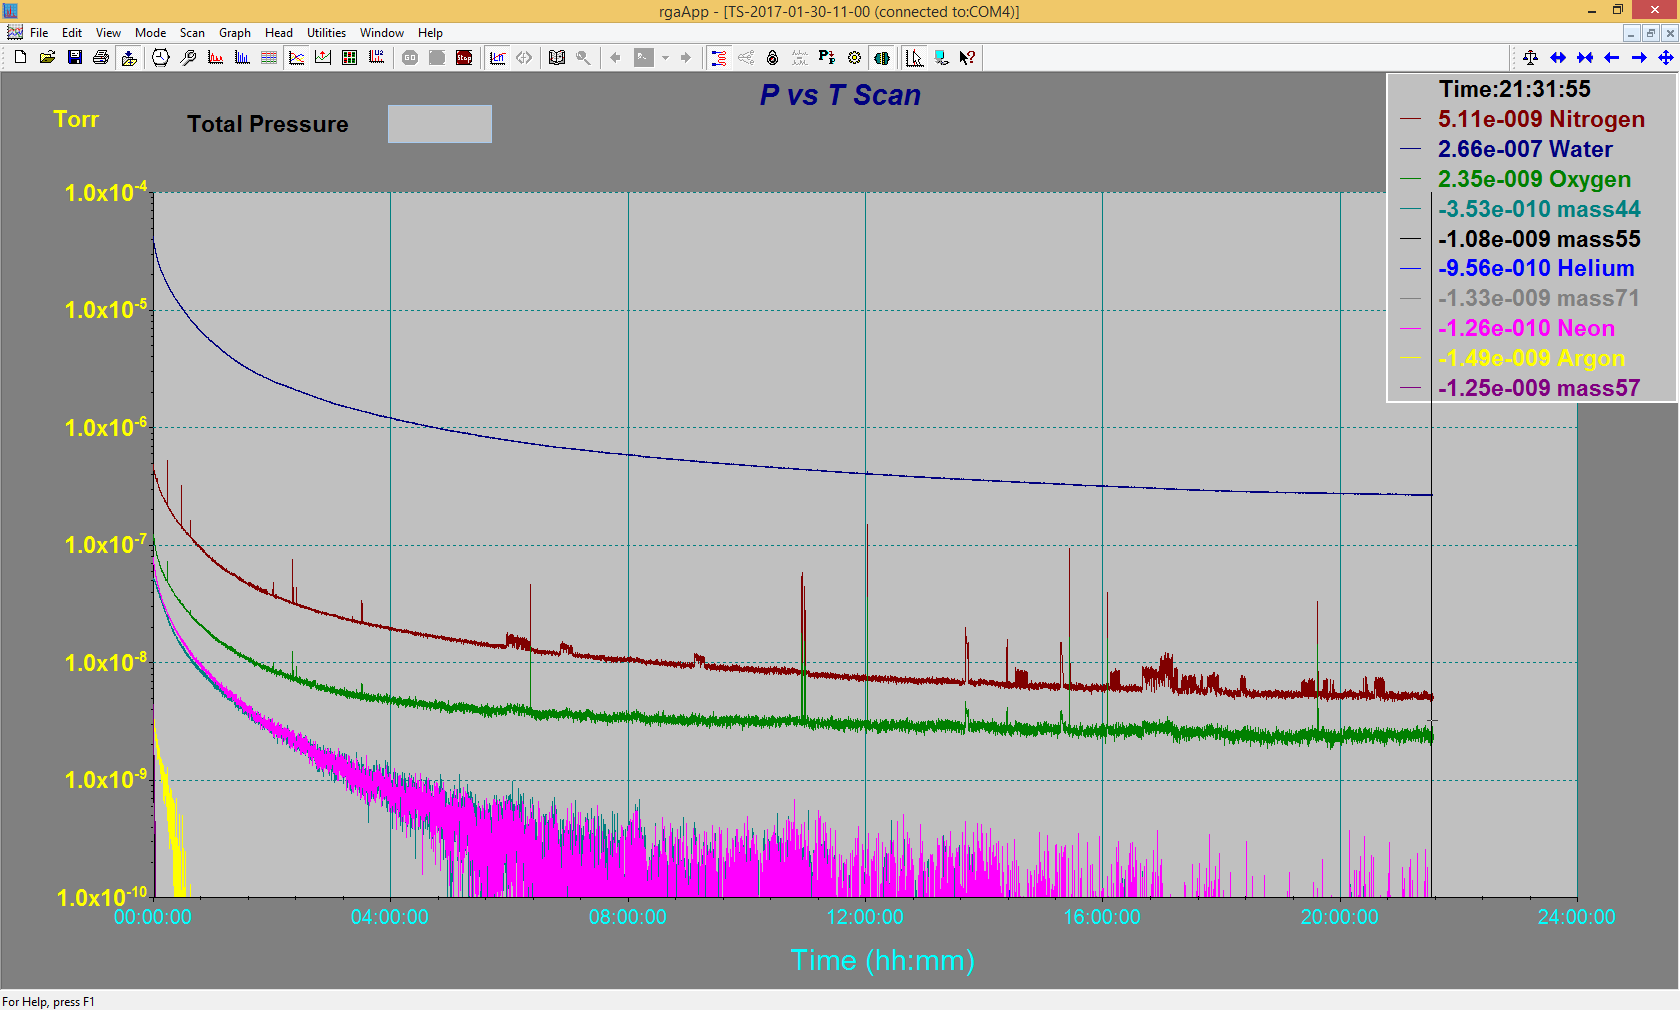 rgaApp - [TS-2017-01-30-11-00 (connected to:COM4)]
File Edit View Mode Scan Graph Head Utilities Window Help
GO Stop
P vs T Scan
Torr
Total Pressure
Time:21:31:55
5.11e-009 Nitrogen
2.66e-007 Water
2.35e-009 Oxygen
-3.53e-010 mass44
-1.08e-009 mass55
-9.56e-010 Helium
-1.33e-009 mass71
-1.26e-010 Neon
-1.49e-009 Argon
-1.25e-009 mass57
1.0x10-4
1.0x10-5
1.0x10-6
1.0x10-7
1.0x10-8
1.0x10-9
1.0x10-10
00:00:00 04:00:00 08:00:00 12:00:00 16:00:00 20:00:00 24:00:00
Time (hh:mm)
For Help, press F1